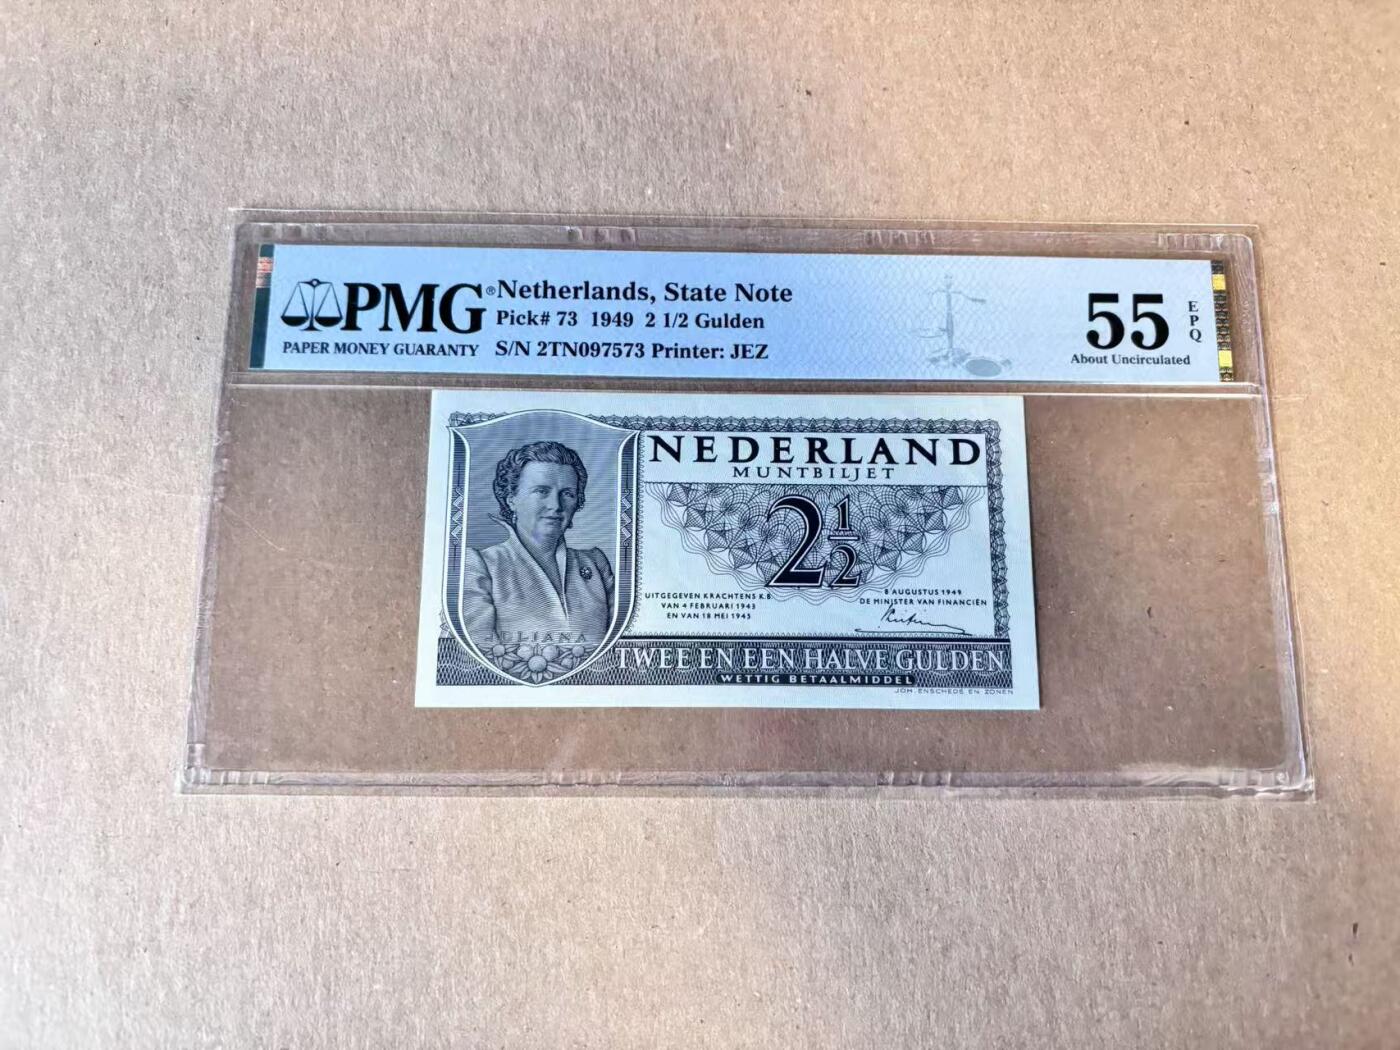 PMG®
PAPER MONEY GUARANTY
Netherlands, State Note
Pick# 73 1949 2 1/2 Gulden
S/N 2TN097573 Printer: JEZ
55
EPQ
About Uncirculated
NEDERLAND
MUNTBILJET
2 1/2
UITGEGEVEN KRACHTENS K.B.
VAN 4 FEBRUARI 1943
EN VAN 18 MEI 1945
8 AUGUSTUS 1949
DE MINISTER VAN FINANCIËN
JULIANA
TWEE EN EEN HALVE GULDEN
WETTIG BETAALMIDDEL
JOH. ENSCHEDÉ EN ZONEN